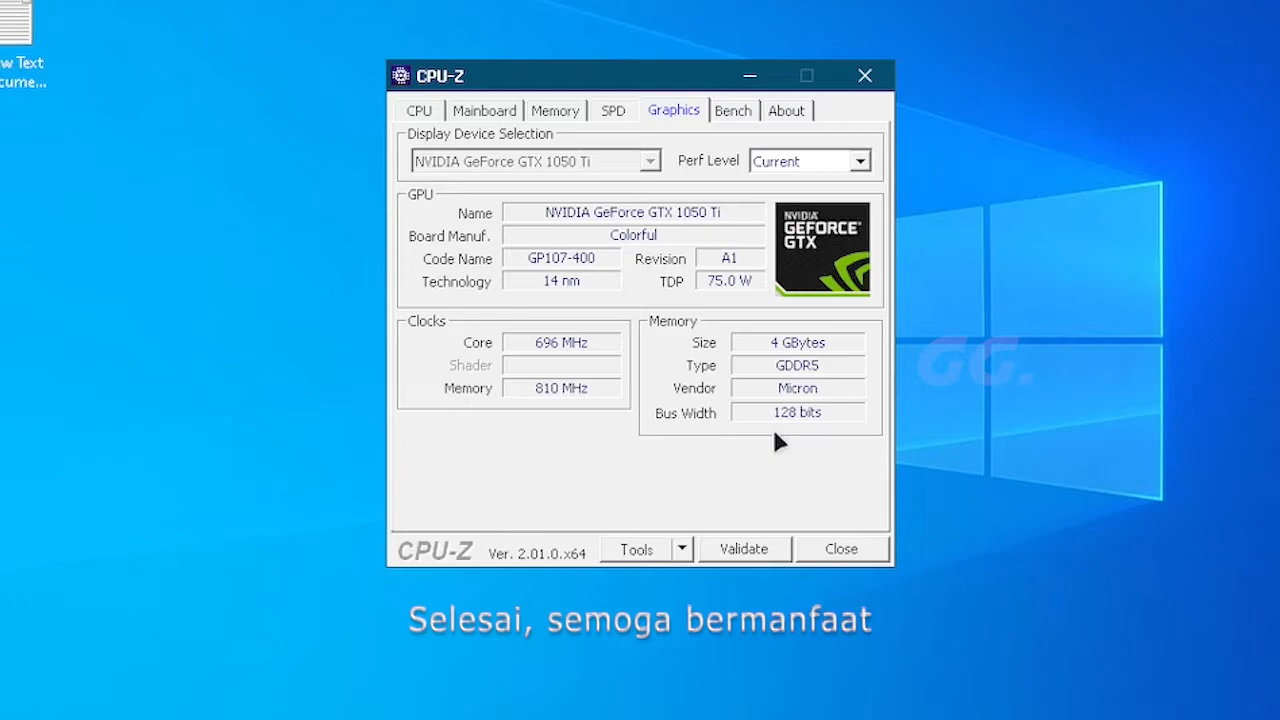 w Text
cume...
CPU-Z
CPU Mainboard Memory SPD Graphics Bench About
Display Device Selection
NVIDIA GeForce GTX 1050 Ti Perf Level Current
GPU
Name NVIDIA GeForce GTX 1050 Ti
Board Manuf. Colorful
Code Name GP107-400 Revision A1
Technology 14 nm TDP 75.0 W
NVIDIA
GEFORCE
GTX
Clocks
Core 696 MHz
Shader
Memory 810 MHz
Memory
Size 4 GBytes
Type GDDR5
Vendor Micron
Bus Width 128 bits
GG.
CPU-Z Ver. 2.01.0.x64 Tools Validate Close
Selesai, semoga bermanfaat